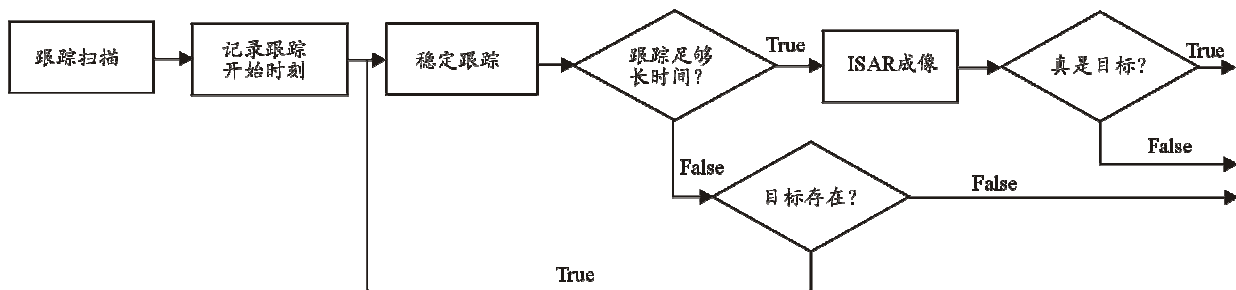 跟踪扫描
记录跟踪
开始时刻
稳定跟踪
跟踪足够
长时间?
True
ISAR成像
真是目标?
True
False
False
目标存在?
False
True